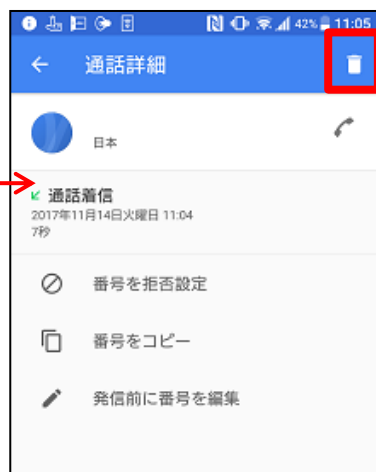 42% 11:05
通話詳細
日本
通話着信
2017年11月14日火曜日 11:04
7秒
番号を拒否設定
番号をコピー
発信前に番号を編集